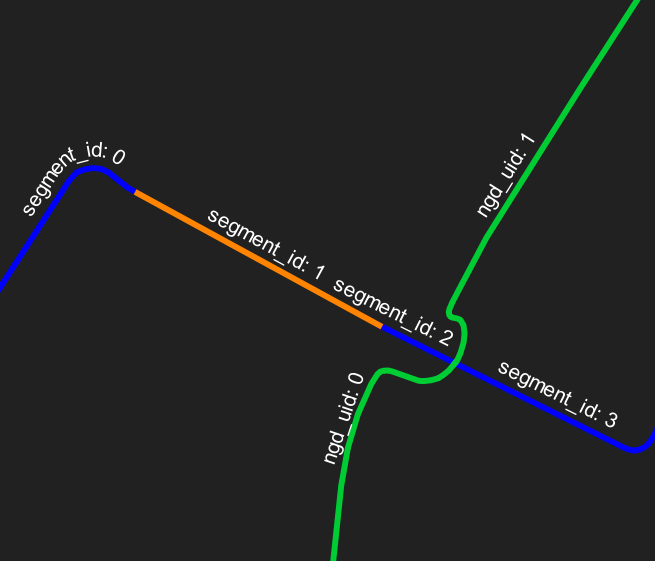 ngd_uid: 1
segment_id: 0
segment_id: 1
segment_id: 2
segment_id: 3
ngd_uid: 0